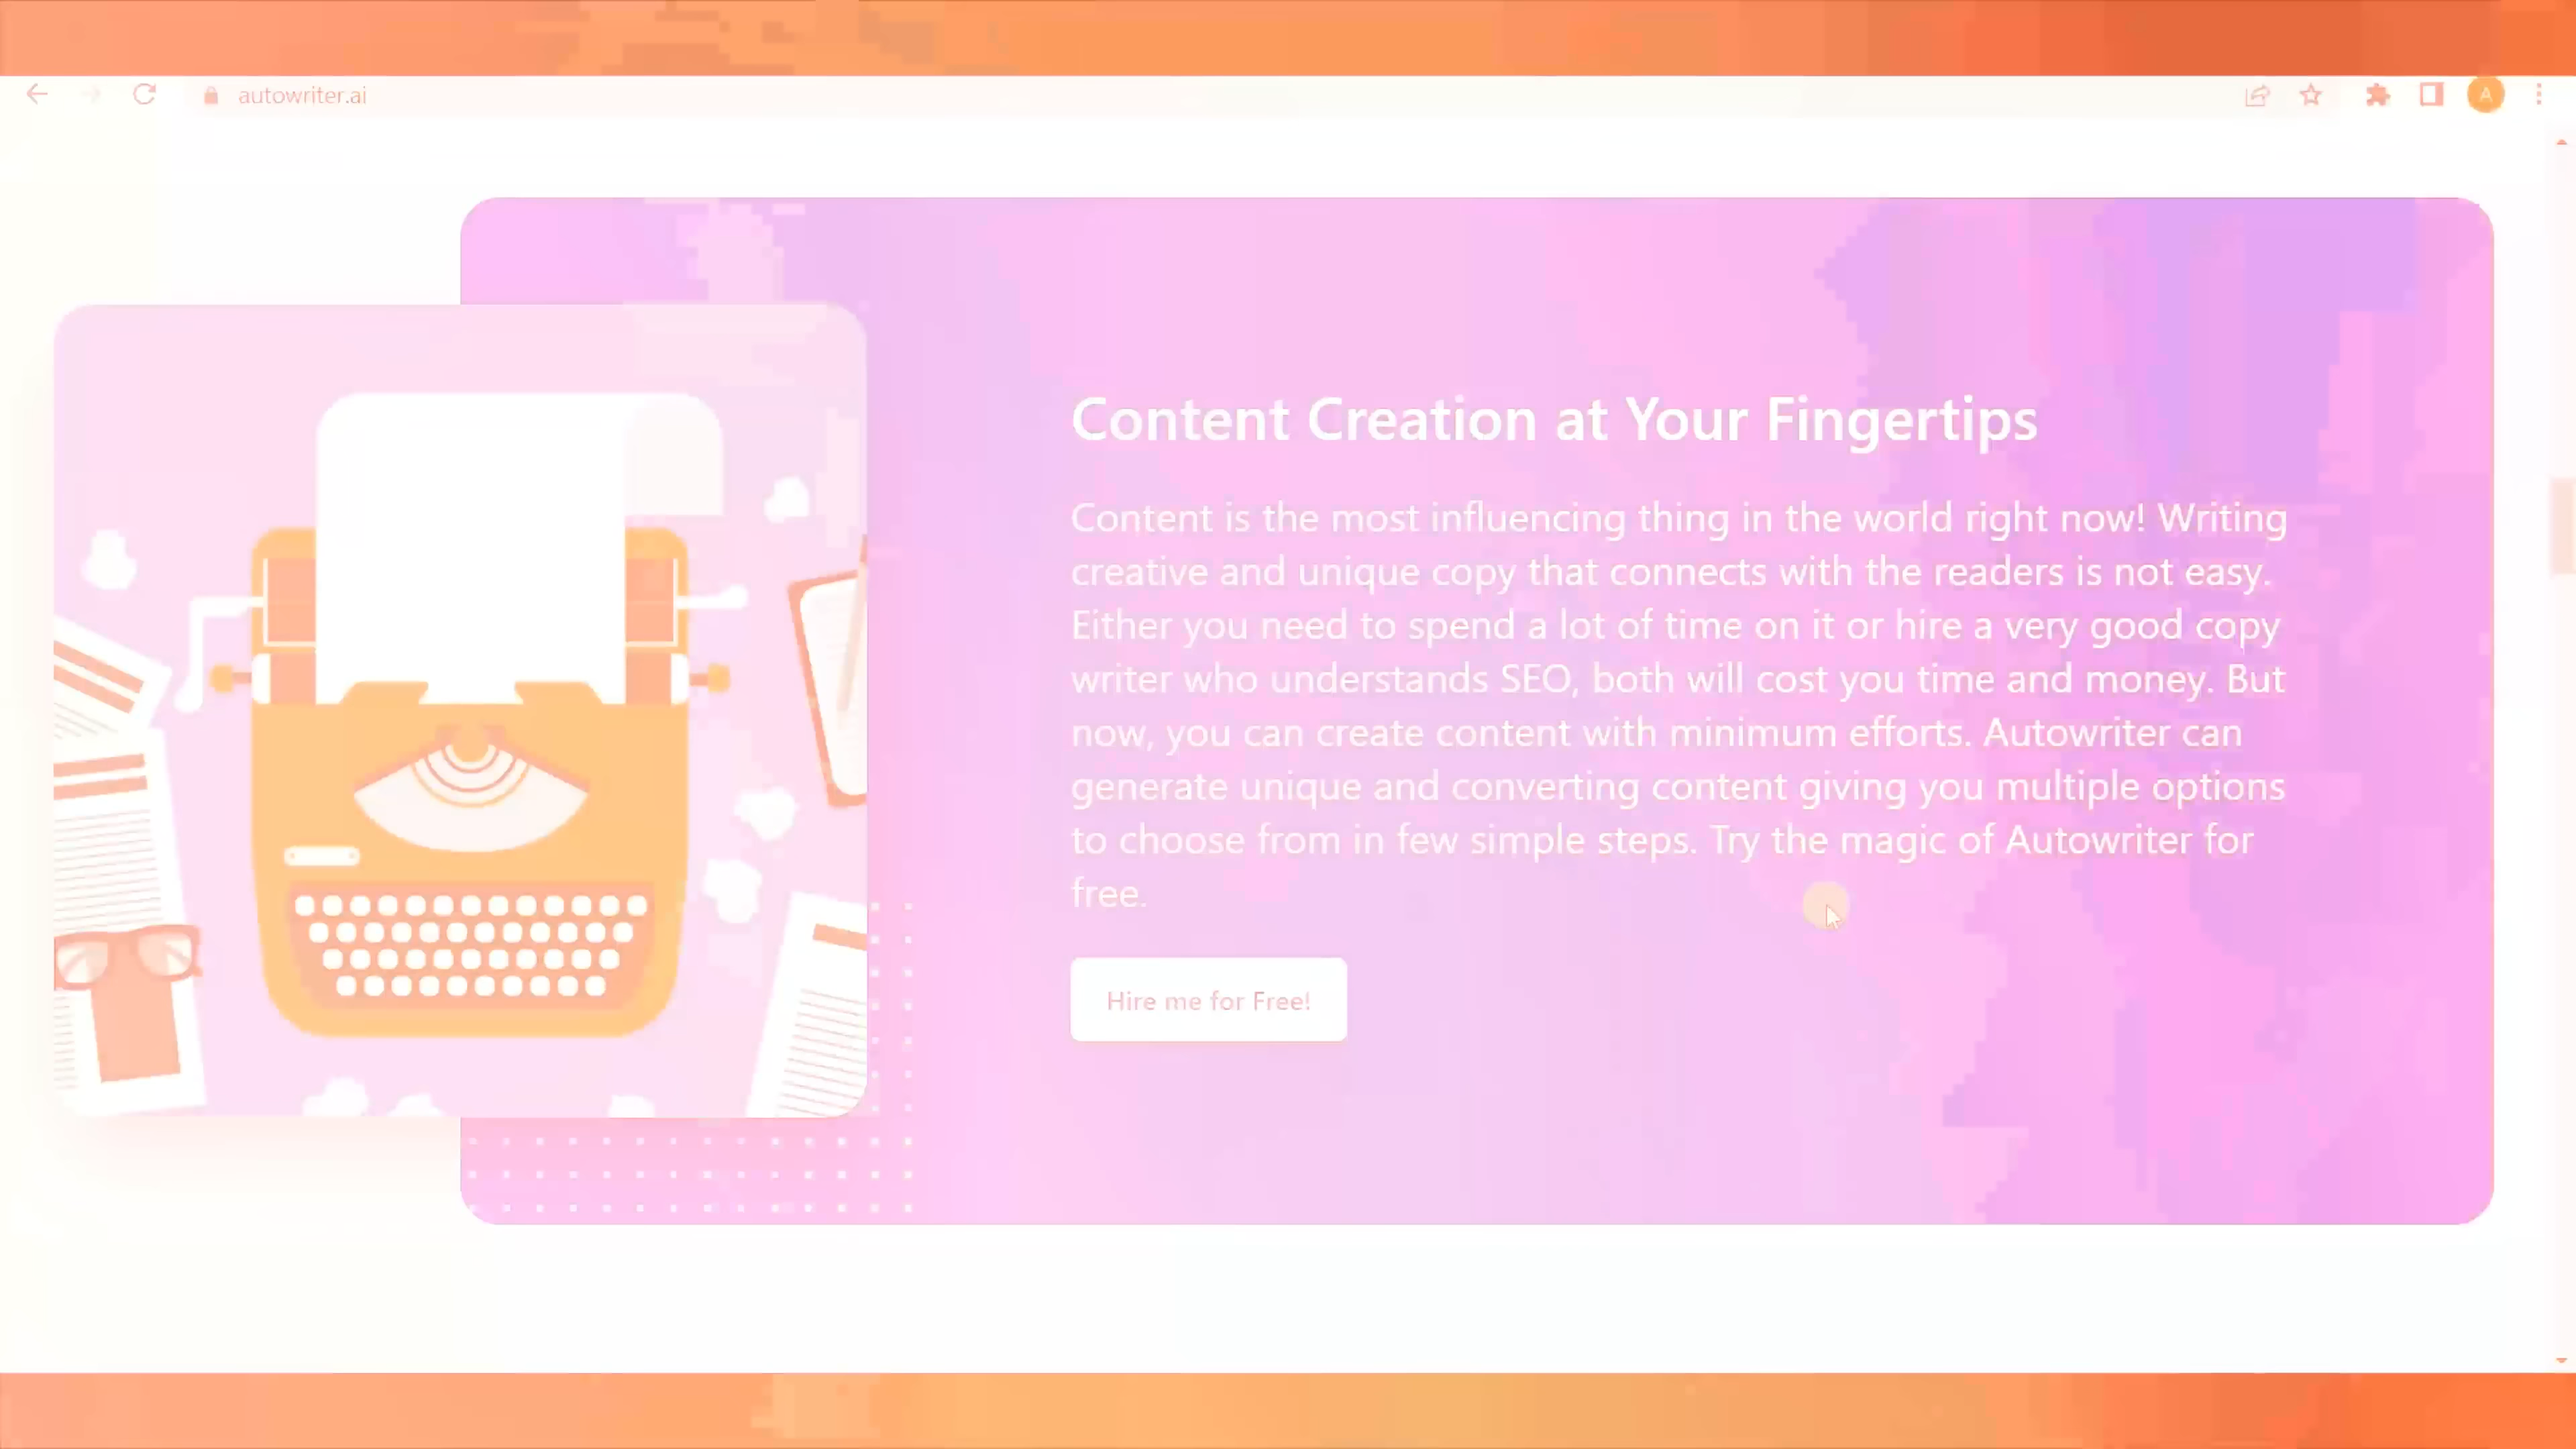 autowriter.ai
A
Content Creation at Your Fingertips
Content is the most influencing thing in the world right now! Writing
creative and unique copy that connects with the readers is not easy.
Either you need to spend a lot of time on it or hire a very good copy
writer who understands SEO, both will cost you time and money. But
now, you can create content with minimum efforts. Autowriter can
generate unique and converting content giving you multiple options
to choose from in few simple steps. Try the magic of Autowriter for
free.
Hire me for Free!